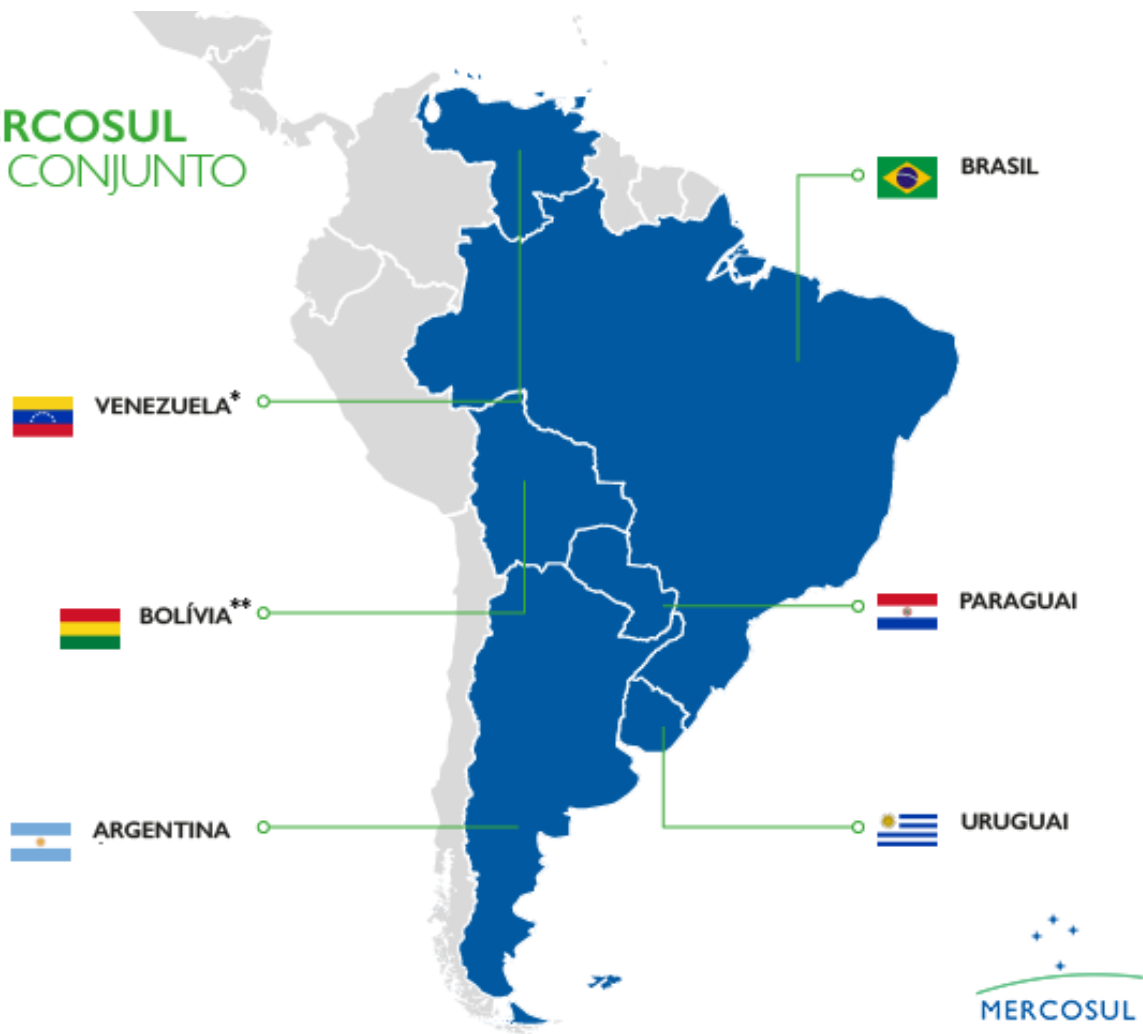 RCOSUL
CONJUNTO
BRASIL
VENEZUELA*
BOLÍVIA**
PARAGUAI
ARGENTINA
URUGUAI
MERCOSUL